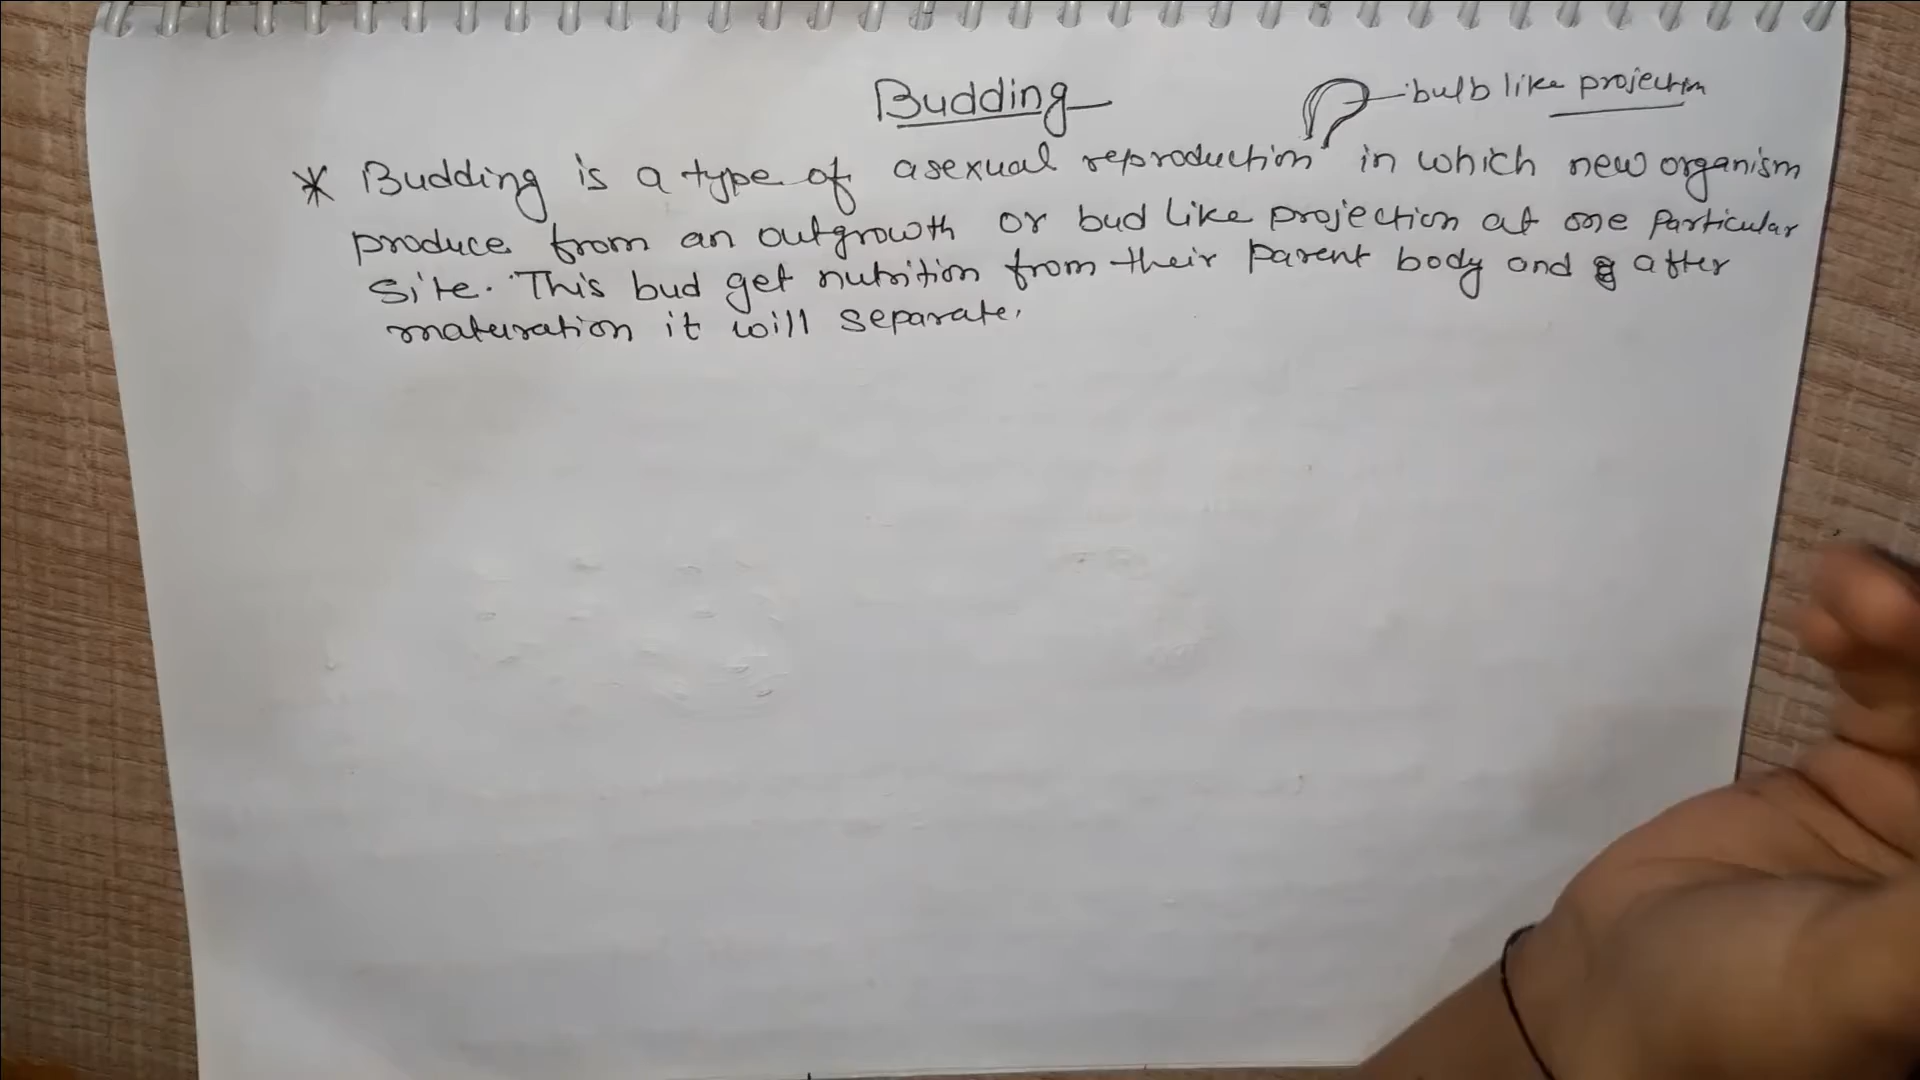 Budding
bulb like projection
* Budding is a type of asexual reproduction in which new organism
produce from an outgrowth or bud like projection at one Particular
site. This bud get nutrition from their Parent body and after
maturation it will separate.